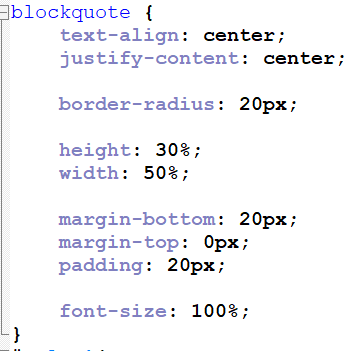 blockquote {
text-align: center;
justify-content: center;
border-radius: 20px;
height: 30%;
width: 50%;
margin-bottom: 20px;
margin-top: 0px;
padding: 20px;
font-size: 100%;
}